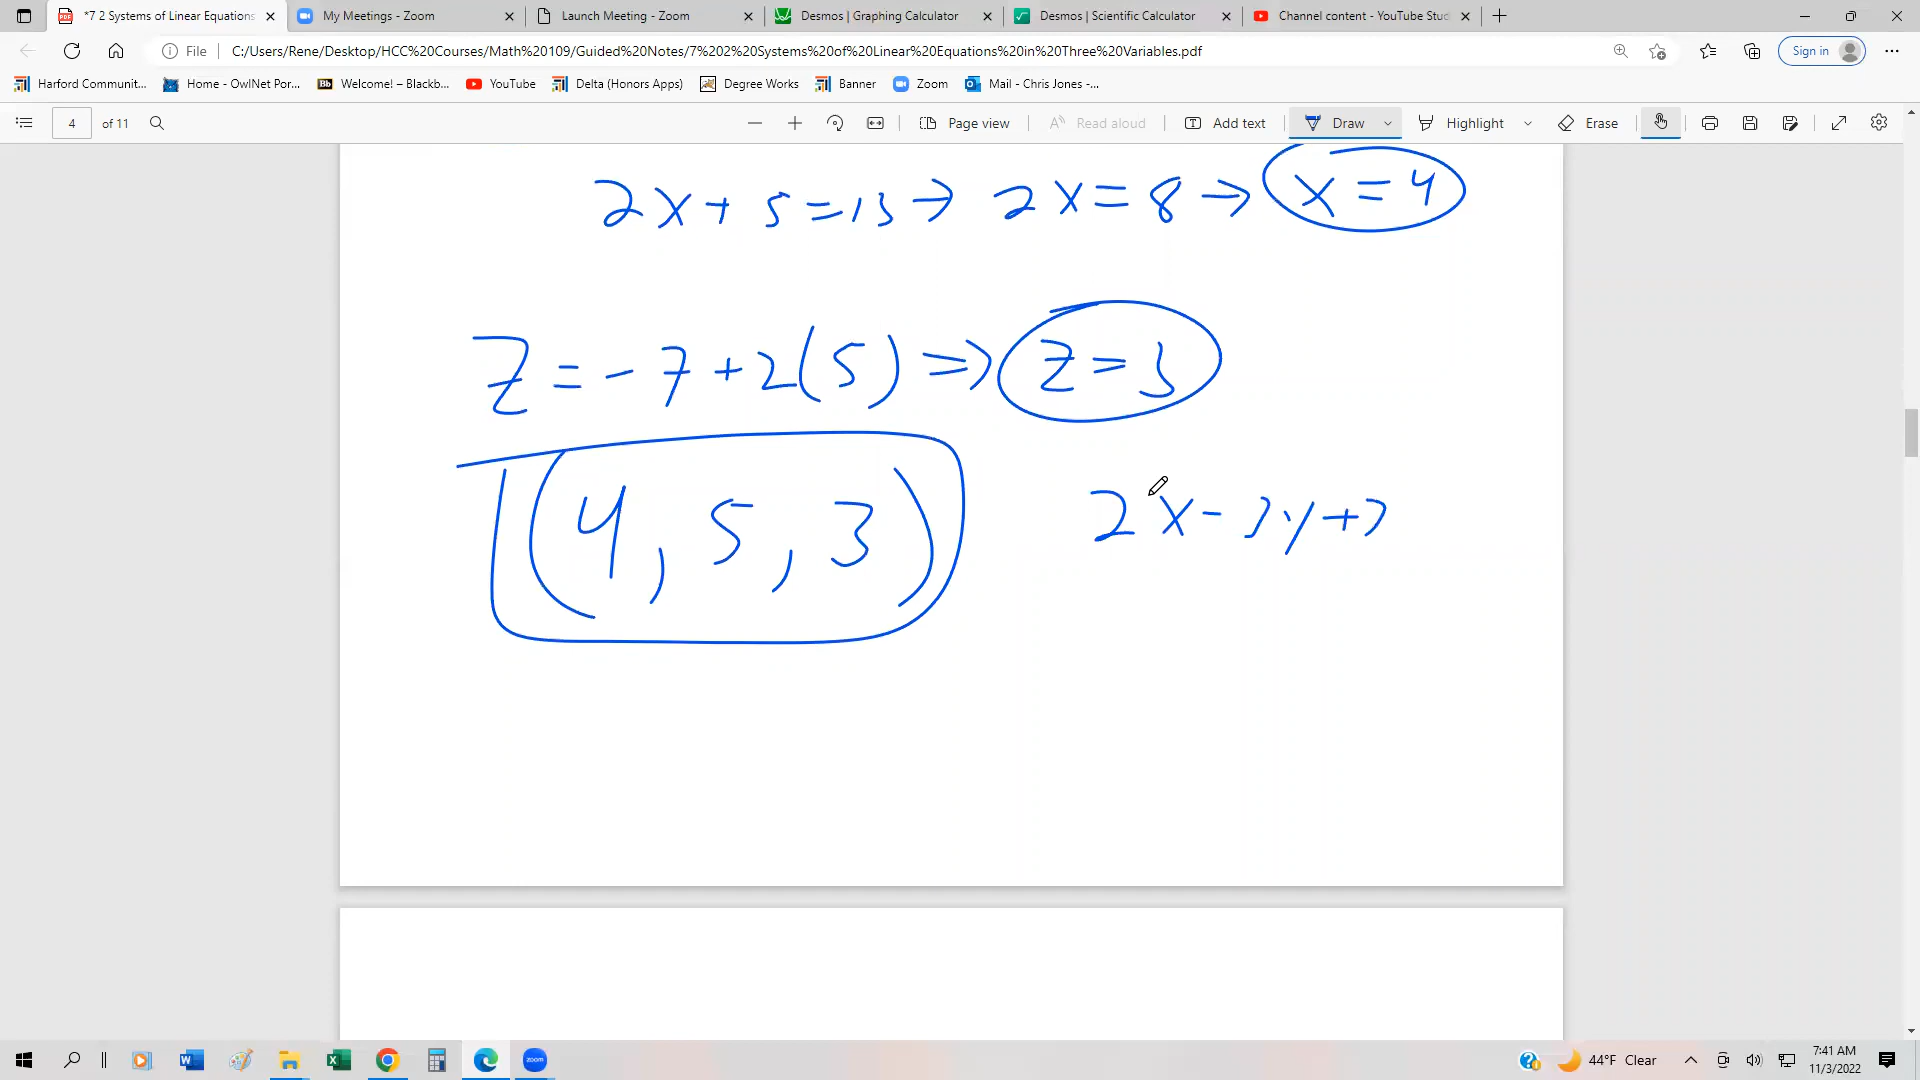 *7 2 Systems of Linear Equations
My Meetings - Zoom
Launch Meeting - Zoom
Desmos | Graphing Calculator
Desmos | Scientific Calculator
Channel content - YouTube Stud
File
C:/Users/Rene/Desktop/HCC%20Courses/Math%20109/Guided%20Notes/7%202%20Systems%20of%20Linear%20Equations%20in%20Three%20Variables.pdf
Sign in
Harford Communit...
Home - OwlNet Por...
Bb Welcome! – Blackb...
YouTube
Delta (Honors Apps)
Degree Works
Banner
Zoom
Mail - Chris Jones -...
4 of 11
Page view
Read aloud
Add text
Draw
Highlight
Erase
2x + 5 = 13 → 2x = 8 → x = 4
z = -7 + 2(5) ⇒ z = 3
(4, 5, 3)
2x - 3y + 3
zoom
44°F Clear
7:41 AM
11/3/2022